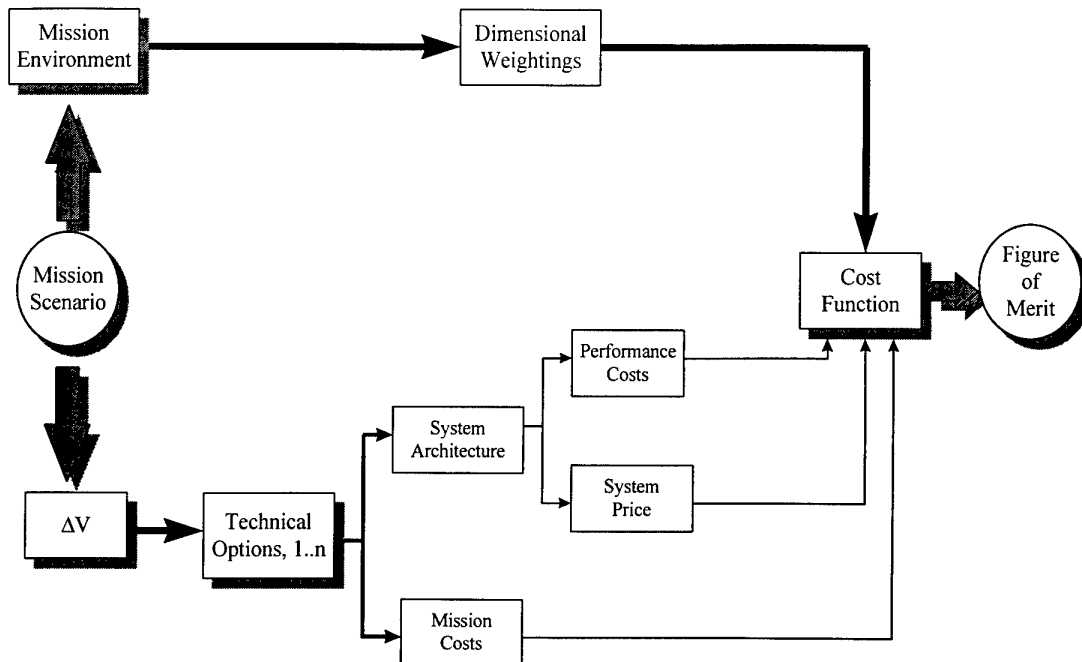 Mission
Environment
Dimensional
Weightings
Mission
Scenario
Cost
Function
Figure
of
Merit
Performance
Costs
System
Architecture
System
Price
ΔV
Technical
Options, 1..n
Mission
Costs